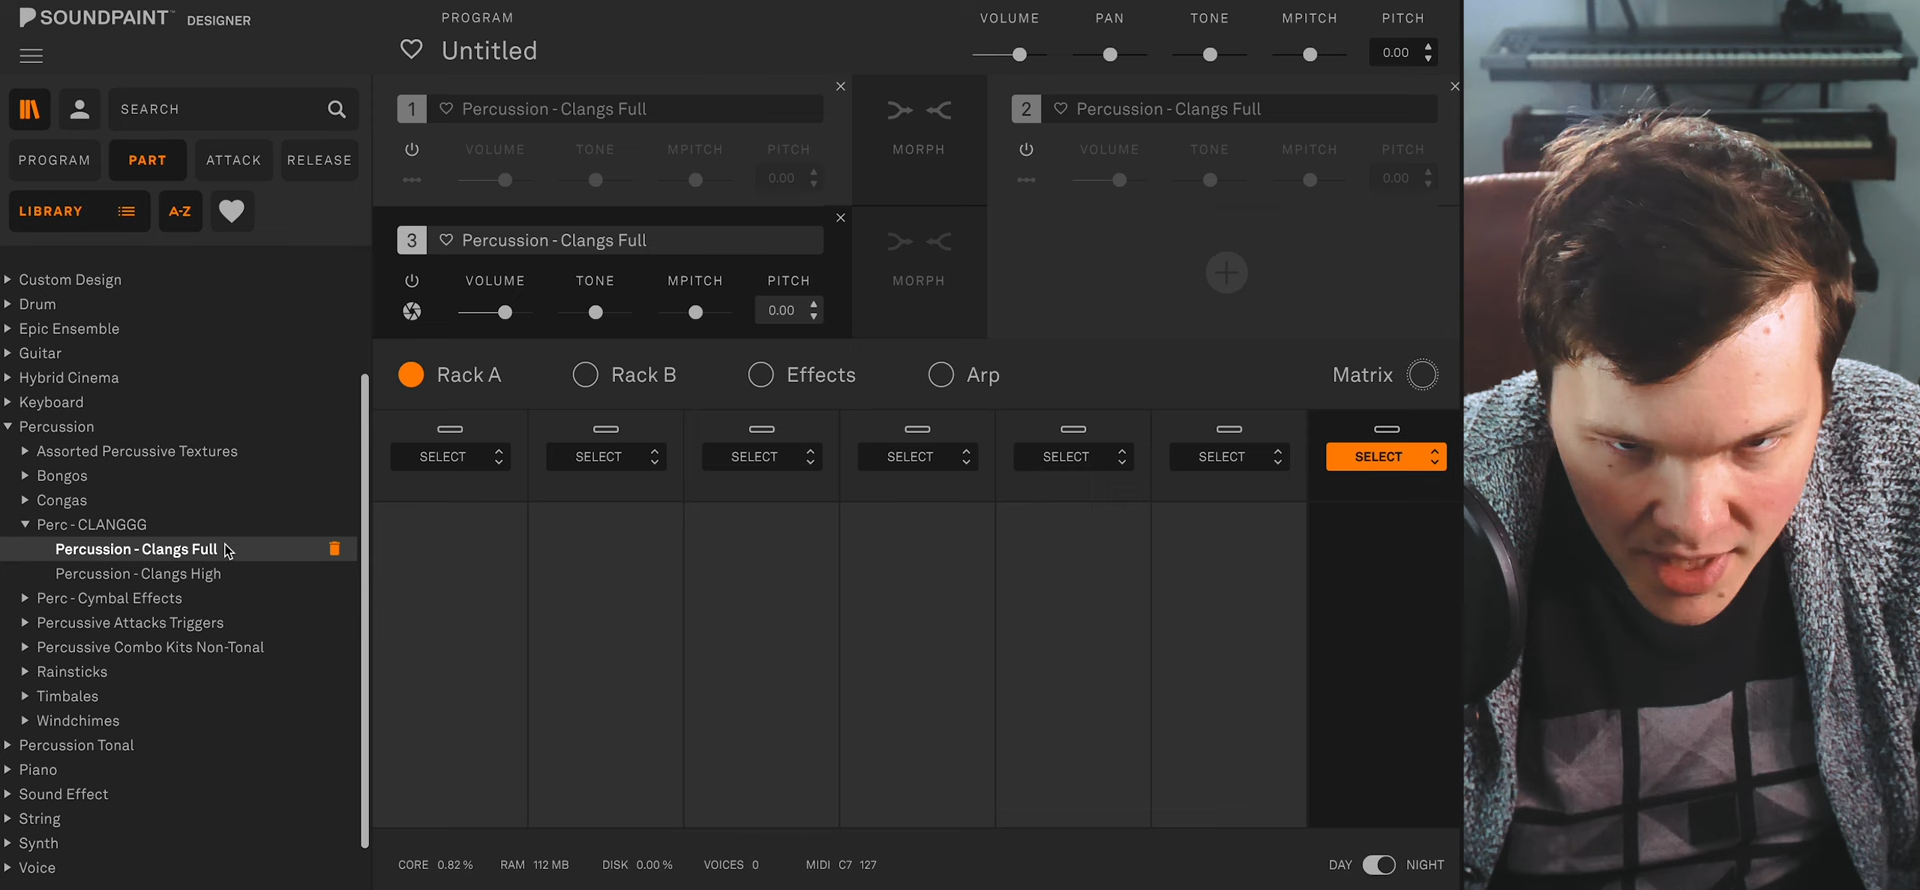 SOUNDPAINT™ DESIGNER
PROGRAM
Untitled
VOLUME PAN TONE MPITCH PITCH
0.00
SEARCH
PROGRAM PART ATTACK RELEASE
LIBRARY A-Z
Custom Design
Drum
Epic Ensemble
Guitar
Hybrid Cinema
Keyboard
Percussion
Assorted Percussive Textures
Bongos
Congas
Perc - CLANGGG
Percussion - Clangs Full
Percussion - Clangs High
Perc - Cymbal Effects
Percussive Attacks Triggers
Percussive Combo Kits Non-Tonal
Rainsticks
Timbales
Windchimes
Percussion Tonal
Piano
Sound Effect
String
Synth
Voice
1 Percussion - Clangs Full
VOLUME TONE MPITCH PITCH
0.00
MORPH
2 Percussion - Clangs Full
VOLUME TONE MPITCH PITCH
0.00
3 Percussion - Clangs Full
VOLUME TONE MPITCH PITCH
0.00
MORPH
Rack A Rack B Effects Arp Matrix
SELECT SELECT SELECT SELECT SELECT SELECT SELECT
CORE 0.82 % RAM 112 MB DISK 0.00 % VOICES 0 MIDI C7 127
DAY NIGHT